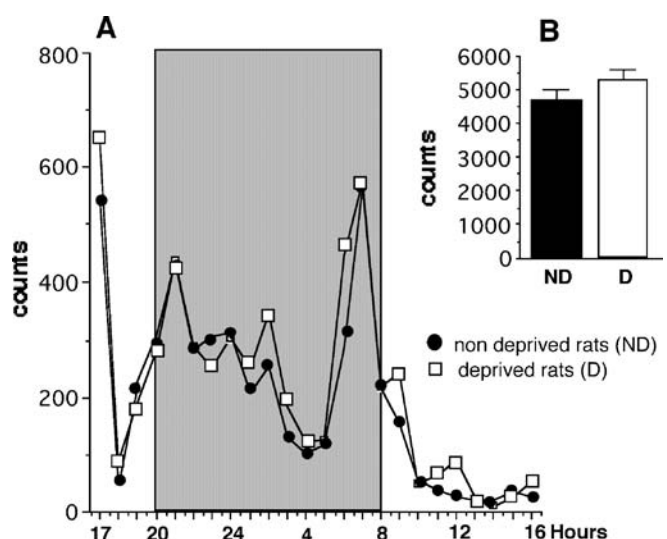 A
counts
800
600
400
200
0
17 20 24 4 8 12 16 Hours
B
counts
6000
5000
4000
3000
2000
1000
0
ND D
non deprived rats (ND)
deprived rats (D)